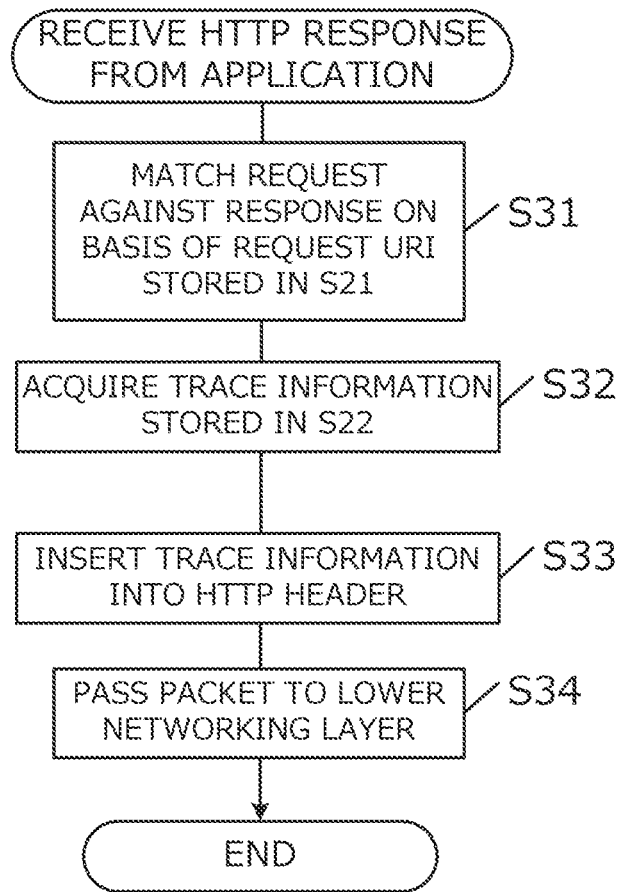 RECEIVE HTTP RESPONSE
FROM APPLICATION
MATCH REQUEST
AGAINST RESPONSE ON
BASIS OF REQUEST URI
STORED IN S21
S31
ACQUIRE TRACE INFORMATION
STORED IN S22
S32
INSERT TRACE INFORMATION
INTO HTTP HEADER
S33
PASS PACKET TO LOWER
NETWORKING LAYER
S34
END